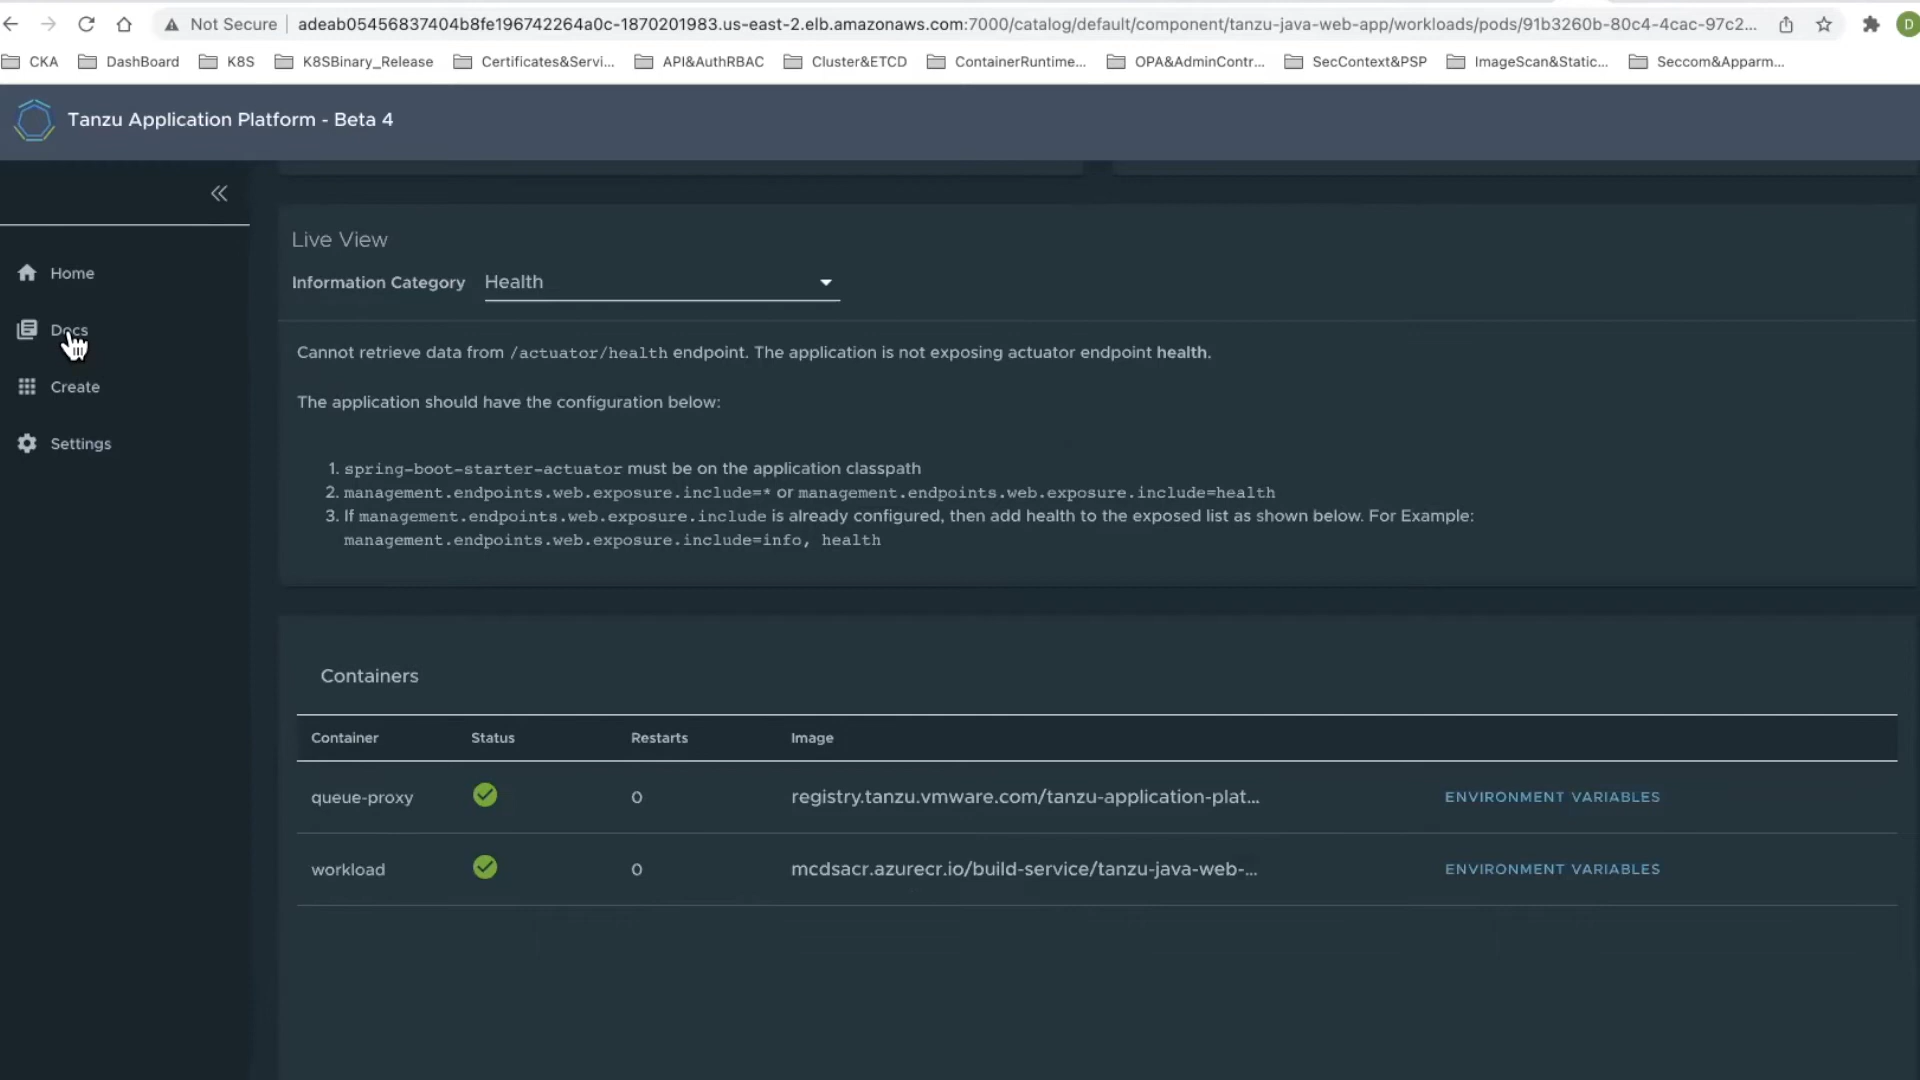 Not Secure
adeab05456837404b8fe196742264a0c-1870201983.us-east-2.elb.amazonaws.com:7000/catalog/default/component/tanzu-java-web-app/workloads/pods/91b3260b-80c4-4cac-97c2...
D
CKA DashBoard K8S K8SBinary_Release Certificates&Servi... API&AuthRBAC Cluster&ETCD ContainerRuntime... OPA&AdminContr... SecContext&PSP ImageScan&Static... Seccom&Apparm...
Tanzu Application Platform - Beta 4
Home
Docs
Create
Settings
Live View
Information Category Health
Cannot retrieve data from /actuator/health endpoint. The application is not exposing actuator endpoint health.
The application should have the configuration below:
1. spring-boot-starter-actuator must be on the application classpath
2. management.endpoints.web.exposure.include=* or management.endpoints.web.exposure.include=health
3. If management.endpoints.web.exposure.include is already configured, then add health to the exposed list as shown below. For Example:
management.endpoints.web.exposure.include=info, health
Containers
Container Status Restarts Image
queue-proxy 0 registry.tanzu.vmware.com/tanzu-application-plat... ENVIRONMENT VARIABLES
workload 0 mcdsacr.azurecr.io/build-service/tanzu-java-web-... ENVIRONMENT VARIABLES